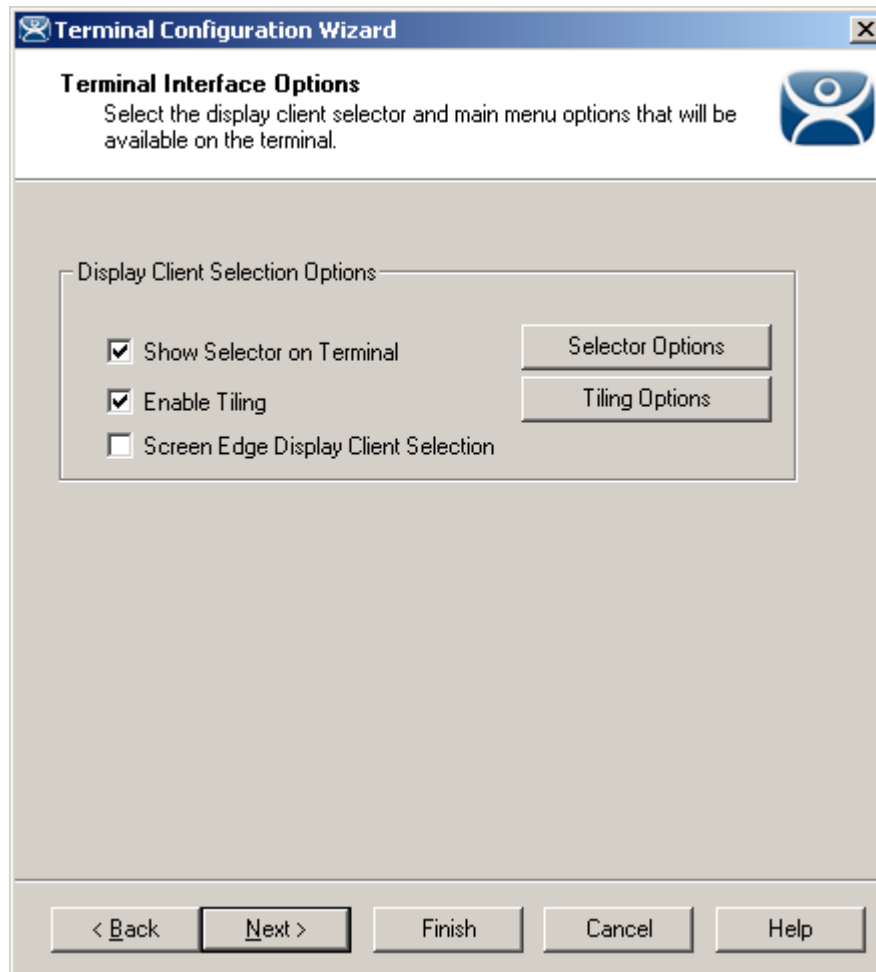 Terminal Configuration Wizard
Terminal Interface Options
Select the display client selector and main menu options that will be
available on the terminal.
Display Client Selection Options
Show Selector on Terminal
Selector Options
Enable Tiling
Tiling Options
Screen Edge Display Client Selection
< Back
Next >
Finish
Cancel
Help